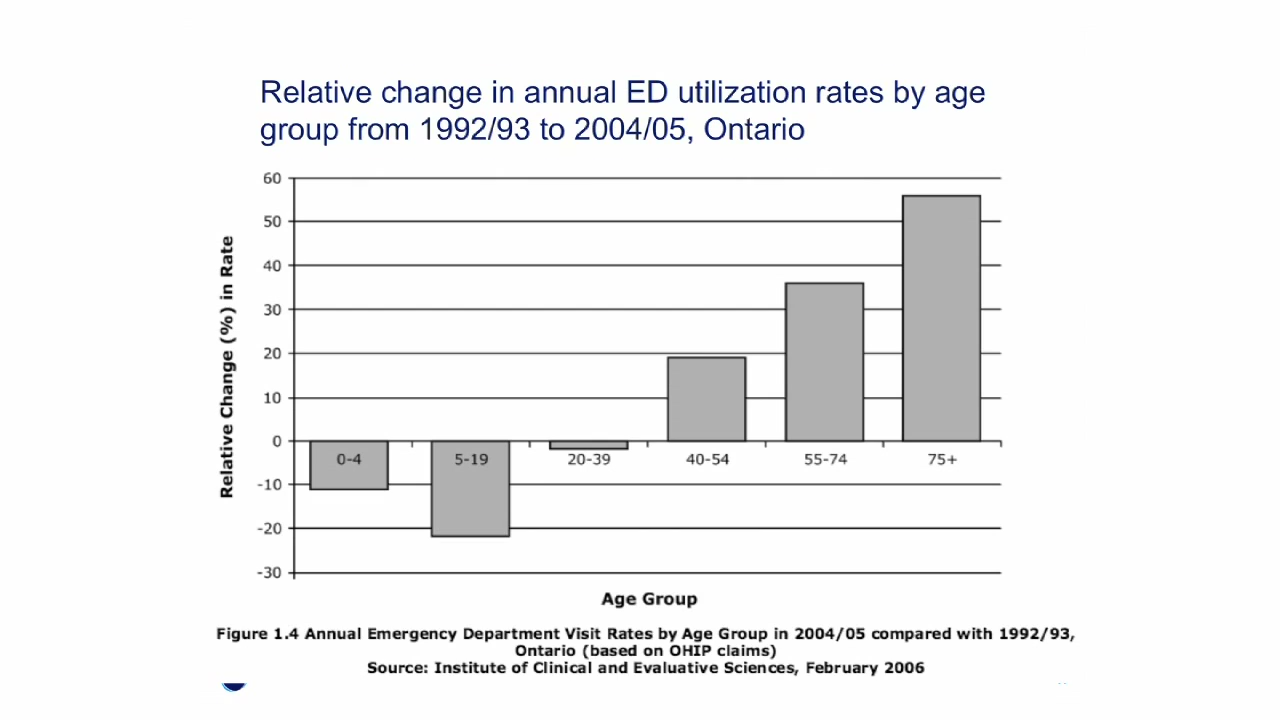 Relative change in annual ED utilization rates by age
group from 1992/93 to 2004/05, Ontario
60
50
40
30
20
10
0
-10
-20
-30
Relative Change (%) in Rate
0-4
5-19
20-39
40-54
55-74
75+
Age Group
Figure 1.4 Annual Emergency Department Visit Rates by Age Group in 2004/05 compared with 1992/93,
Ontario (based on OHIP claims)
Source: Institute of Clinical and Evaluative Sciences, February 2006